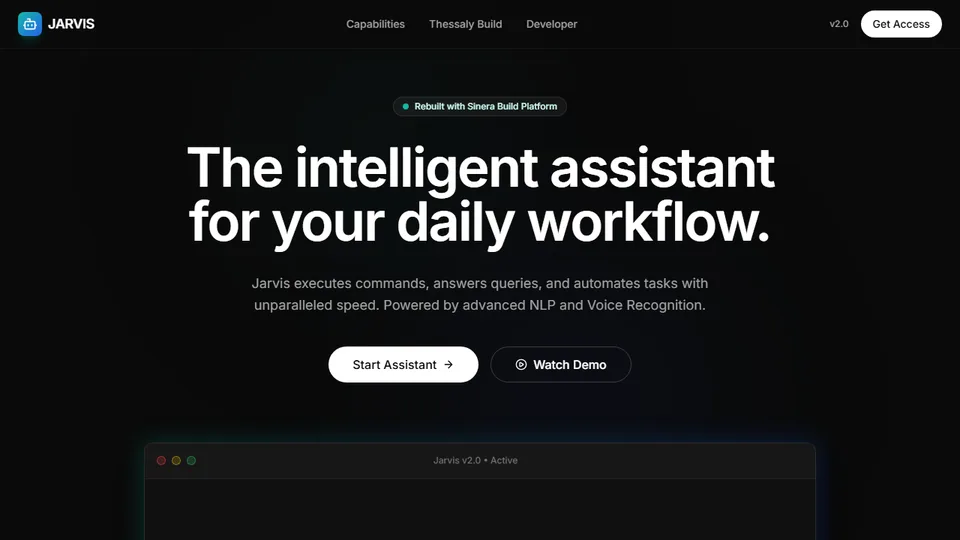 JARVIS
Capabilities
Thessaly Build
Developer
v2.0
Get Access
Rebuilt with Sinera Build Platform
The intelligent assistant
for your daily workflow.
Jarvis executes commands, answers queries, and automates tasks with
unparalleled speed. Powered by advanced NLP and Voice Recognition.
Start Assistant →
Watch Demo
Jarvis v2.0 • Active